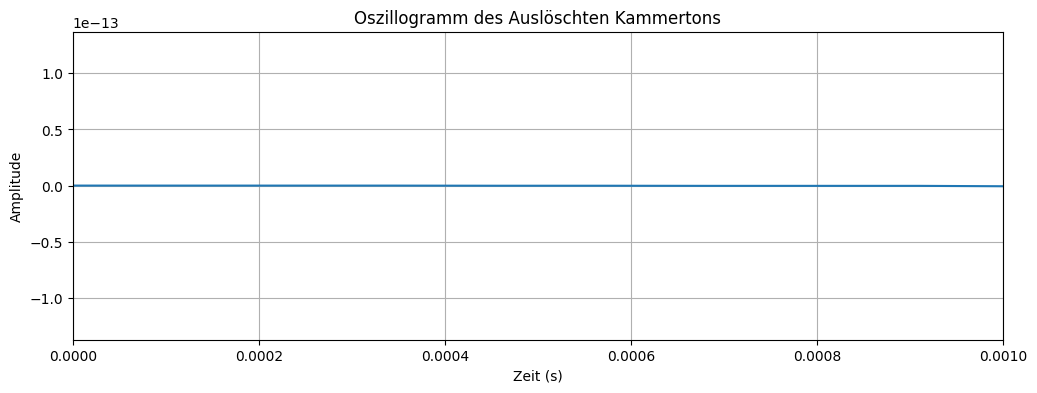 Oszillogramm des Auslöschten Kammertons
1e−13
1.0
0.5
0.0
−0.5
−1.0
Amplitude
0.0000 0.0002 0.0004 0.0006 0.0008 0.0010
Zeit (s)